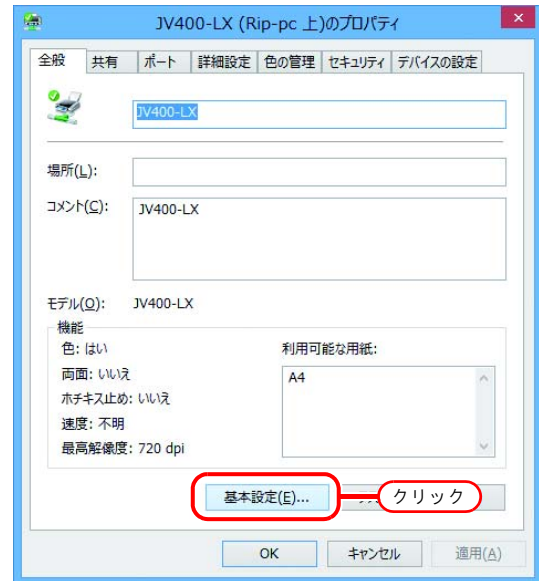 JV400-LX (Rip-pc 上)のプロパティ
全般 共有 ポート 詳細設定 色の管理 セキュリティ デバイスの設定
JV400-LX
場所(L):
コメント(C): JV400-LX
モデル(O): JV400-LX
機能
色: はい 利用可能な用紙:
両面: いいえ A4
ホチキス止め: いいえ
速度: 不明
最高解像度: 720 dpi
基本設定(E)... クリック
OK キャンセル 適用(A)